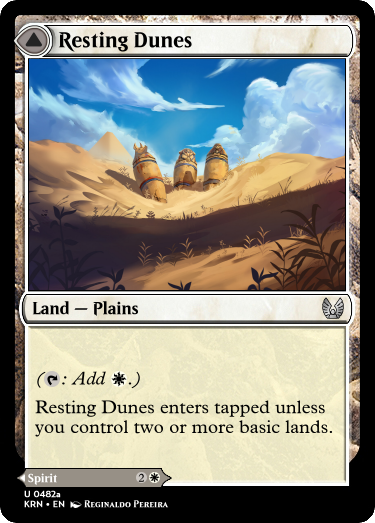 Resting Dunes
Land — Plains
(: Add .)
Resting Dunes enters tapped unless
you control two or more basic lands.
Spirit 2
U 0482a
KRN • EN Reginaldo Pereira